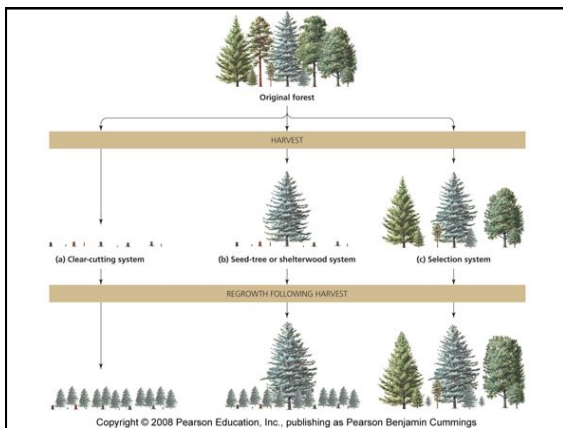 Original forest
HARVEST
(a) Clear-cutting system
(b) Seed-tree or shelterwood system
(c) Selection system
REGROWTH FOLLOWING HARVEST
Copyright © 2008 Pearson Education, Inc., publishing as Pearson Benjamin Cummings